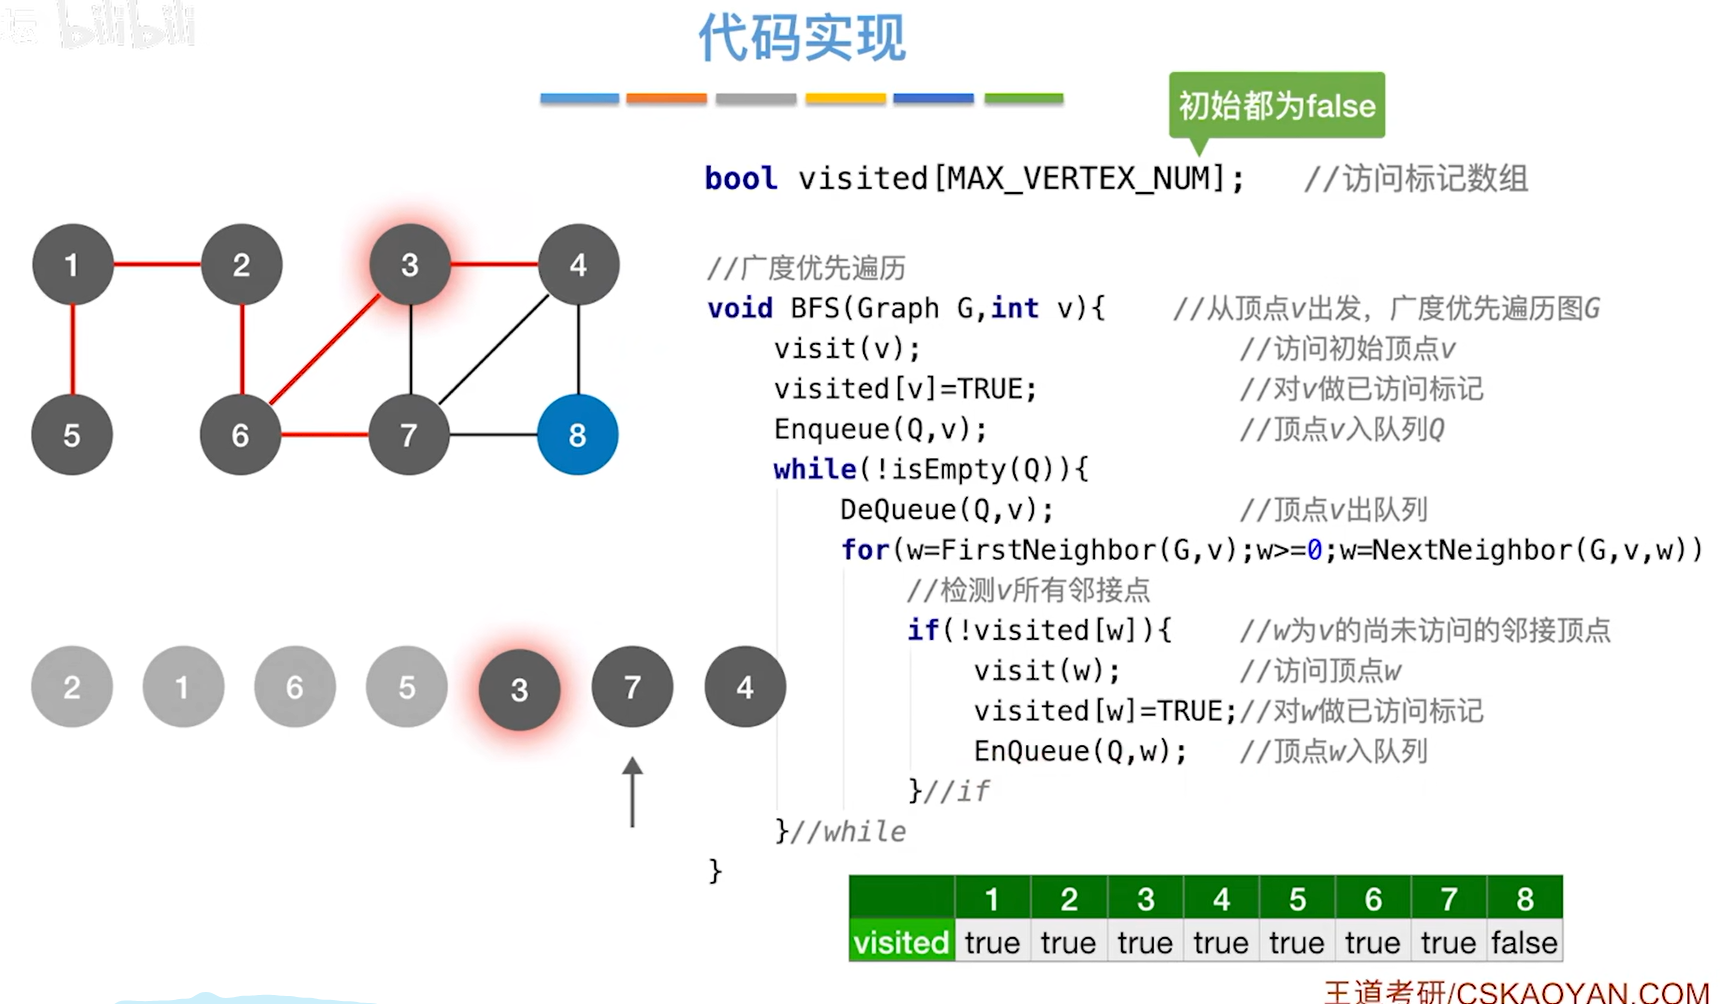 bilibili
代码实现
初始都为false
bool visited[MAX_VERTEX_NUM]; //访问标记数组
//广度优先遍历
void BFS(Graph G,int v){ //从顶点v出发，广度优先遍历图G
visit(v); //访问初始顶点v
visited[v]=TRUE; //对v做已访问标记
Enqueue(Q,v); //顶点v入队列Q
while(!isEmpty(Q)){
DeQueue(Q,v); //顶点v出队列
for(w=FirstNeighbor(G,v);w>=0;w=NextNeighbor(G,v,w))
//检测v所有邻接点
if(!visited[w]){ //w为v的尚未访问的邻接顶点
visit(w); //访问顶点w
visited[w]=TRUE;//对w做已访问标记
EnQueue(Q,w); //顶点w入队列
}//if
}//while
}
1 2 3 4
5 6 7 8
2 1 6 5 3 7 4
1 2 3 4 5 6 7 8
visited true true true true true true true false
王道考研/CSKAOYAN.COM